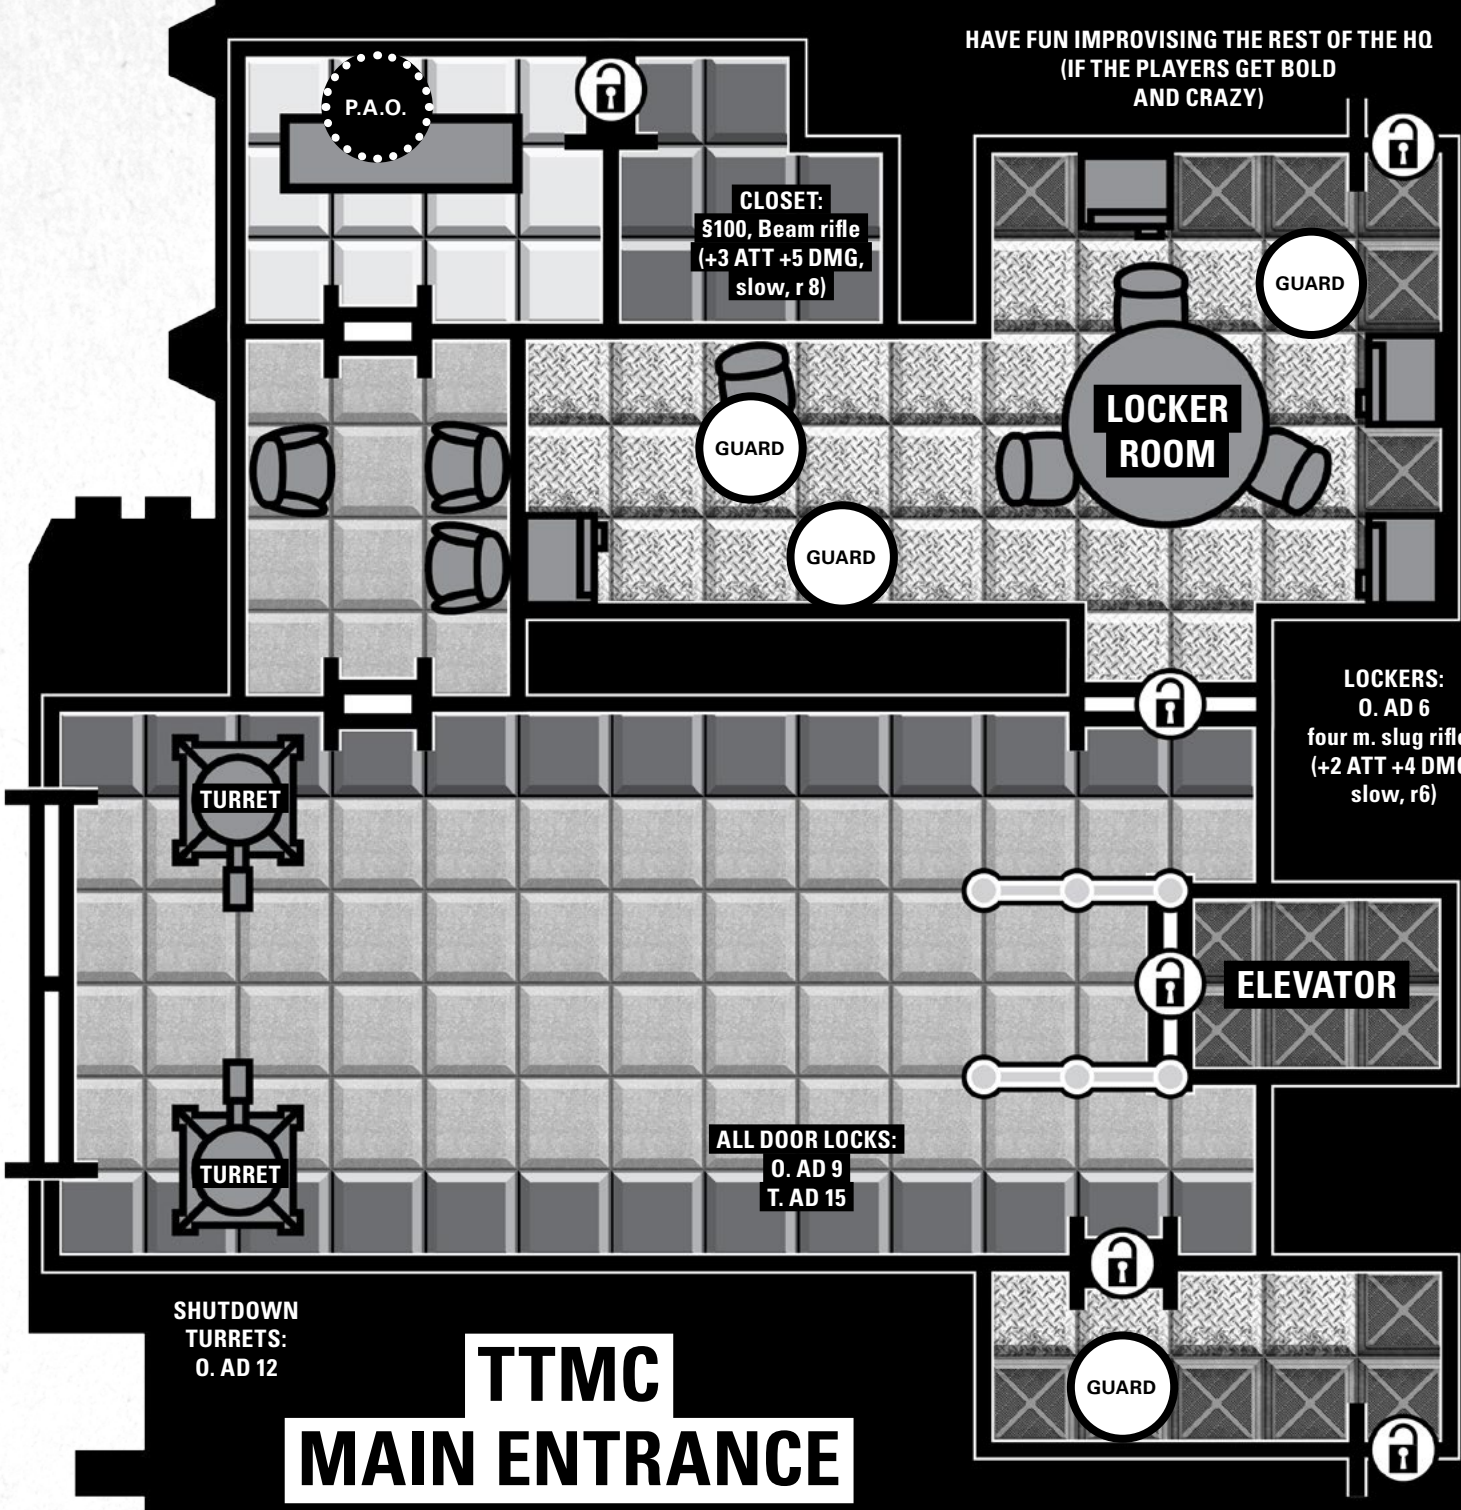 HAVE FUN IMPROVISING THE REST OF THE HQ
(IF THE PLAYERS GET BOLD
AND CRAZY)
P.A.O.
CLOSET:
§100, Beam rifle
(+3 ATT +5 DMG,
slow, r 8)
GUARD
LOCKER
ROOM
GUARD
GUARD
LOCKERS:
O. AD 6
four m. slug rifle
(+2 ATT +4 DMG
slow, r6)
TURRET
ELEVATOR
ALL DOOR LOCKS:
O. AD 9
T. AD 15
TURRET
SHUTDOWN
TURRETS:
O. AD 12
GUARD
TTMC
MAIN ENTRANCE